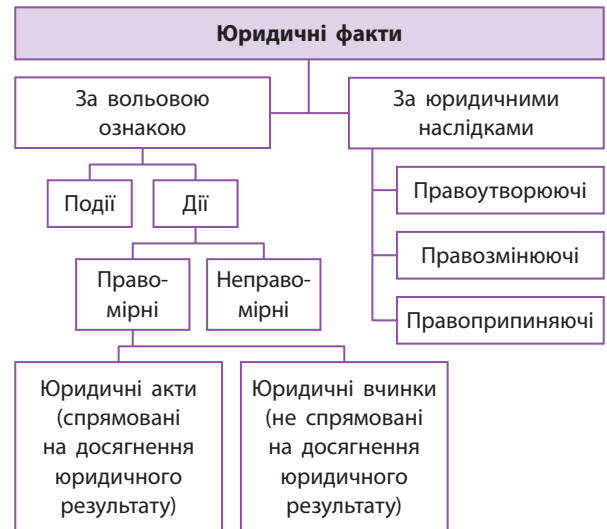 Юридичні факти
За вольовою
ознакою
За юридичними
наслідками
Події
Дії
Правоутворюючі
Правозмінюючі
Правоприпиняючі
Право-
мірні
Неправо-
мірні
Юридичні акти
(спрямовані
на досягнення
юридичного
результату)
Юридичні вчинки
(не спрямовані
на досягнення
юридичного
результату)